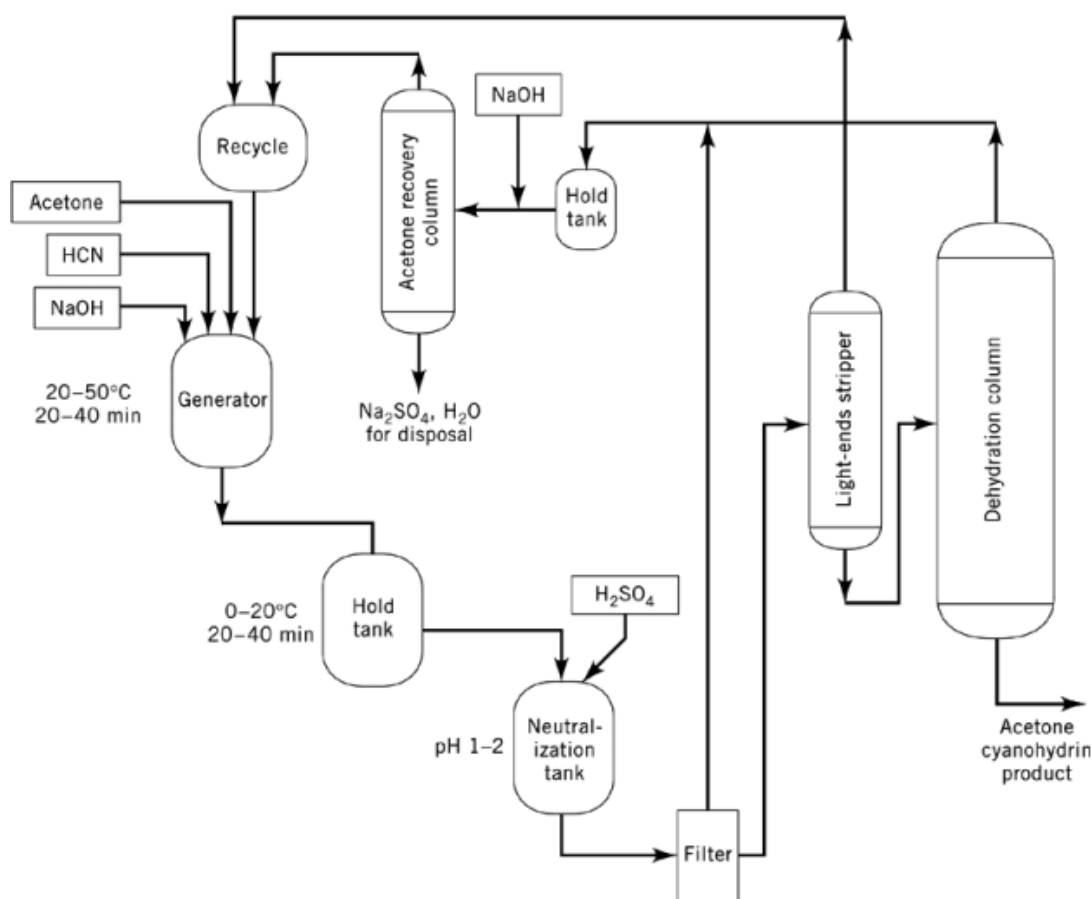 NaOH
Recycle
Acetone recovery
column
Hold
tank
Acetone
HCN
NaOH
20–50°C
20–40 min
Generator
Na₂SO₄, H₂O
for disposal
Light-ends stripper
Dehydration column
0–20°C
20–40 min
Hold
tank
H₂SO₄
pH 1–2
Neutral-
ization
tank
Acetone
cyanohydrin
product
Filter